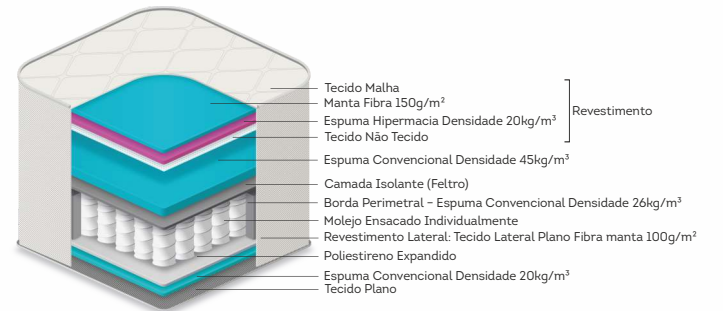 Tecido Malha
Manta Fibra 150g/m²
Espuma Hipermacia Densidade 20kg/m³
Tecido Não Tecido
Revestimento
Espuma Convencional Densidade 45kg/m³
Camada Isolante (Feltro)
Borda Perimetral – Espuma Convencional Densidade 26kg/m³
Molejo Ensacado Individualmente
Revestimento Lateral: Tecido Lateral Plano Fibra manta 100g/m²
Poliestireno Expandido
Espuma Convencional Densidade 20kg/m³
Tecido Plano